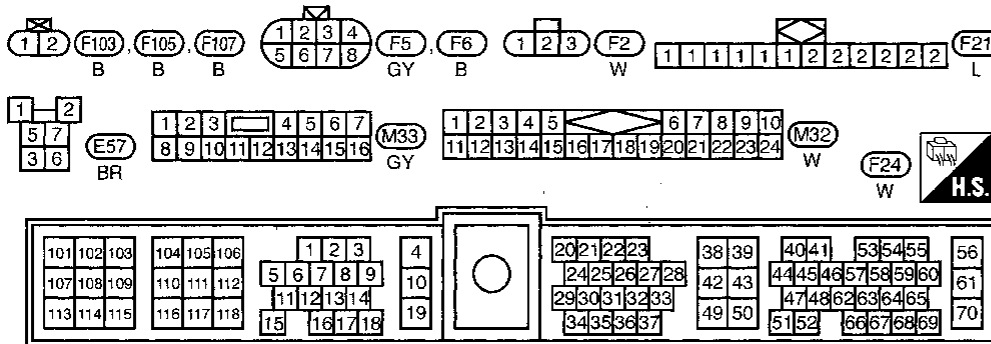 1 2 F103 , F105 , F107 1 2 3 4 F5 , F6 1 2 3 F2 1 1 1 1 1 1 2 2 2 2 2 2 F21
5 6 7 8
B B B GY B W L
1 2 1 2 3 4 5 6 7 M33 1 2 3 4 5 6 7 8 9 10 M32
5 7 E57 8 9 10 11 12 13 14 15 16 11 12 13 14 15 16 17 18 19 20 21 22 23 24
3 6 BR GY W F24
W H.S.
101 102 103 104 105 106 1 2 3 4 20 21 22 23 38 39 40 41 53 54 55 56
107 108 109 110 111 112 5 6 7 8 9 10 24 25 26 27 28 42 43 44 45 46 57 58 59 60 61
113 114 115 116 117 118 11 12 13 14 19 29 30 31 32 33 49 50 47 48 62 63 64 65 70
15 16 17 18 34 35 36 37 51 52 66 67 68 69